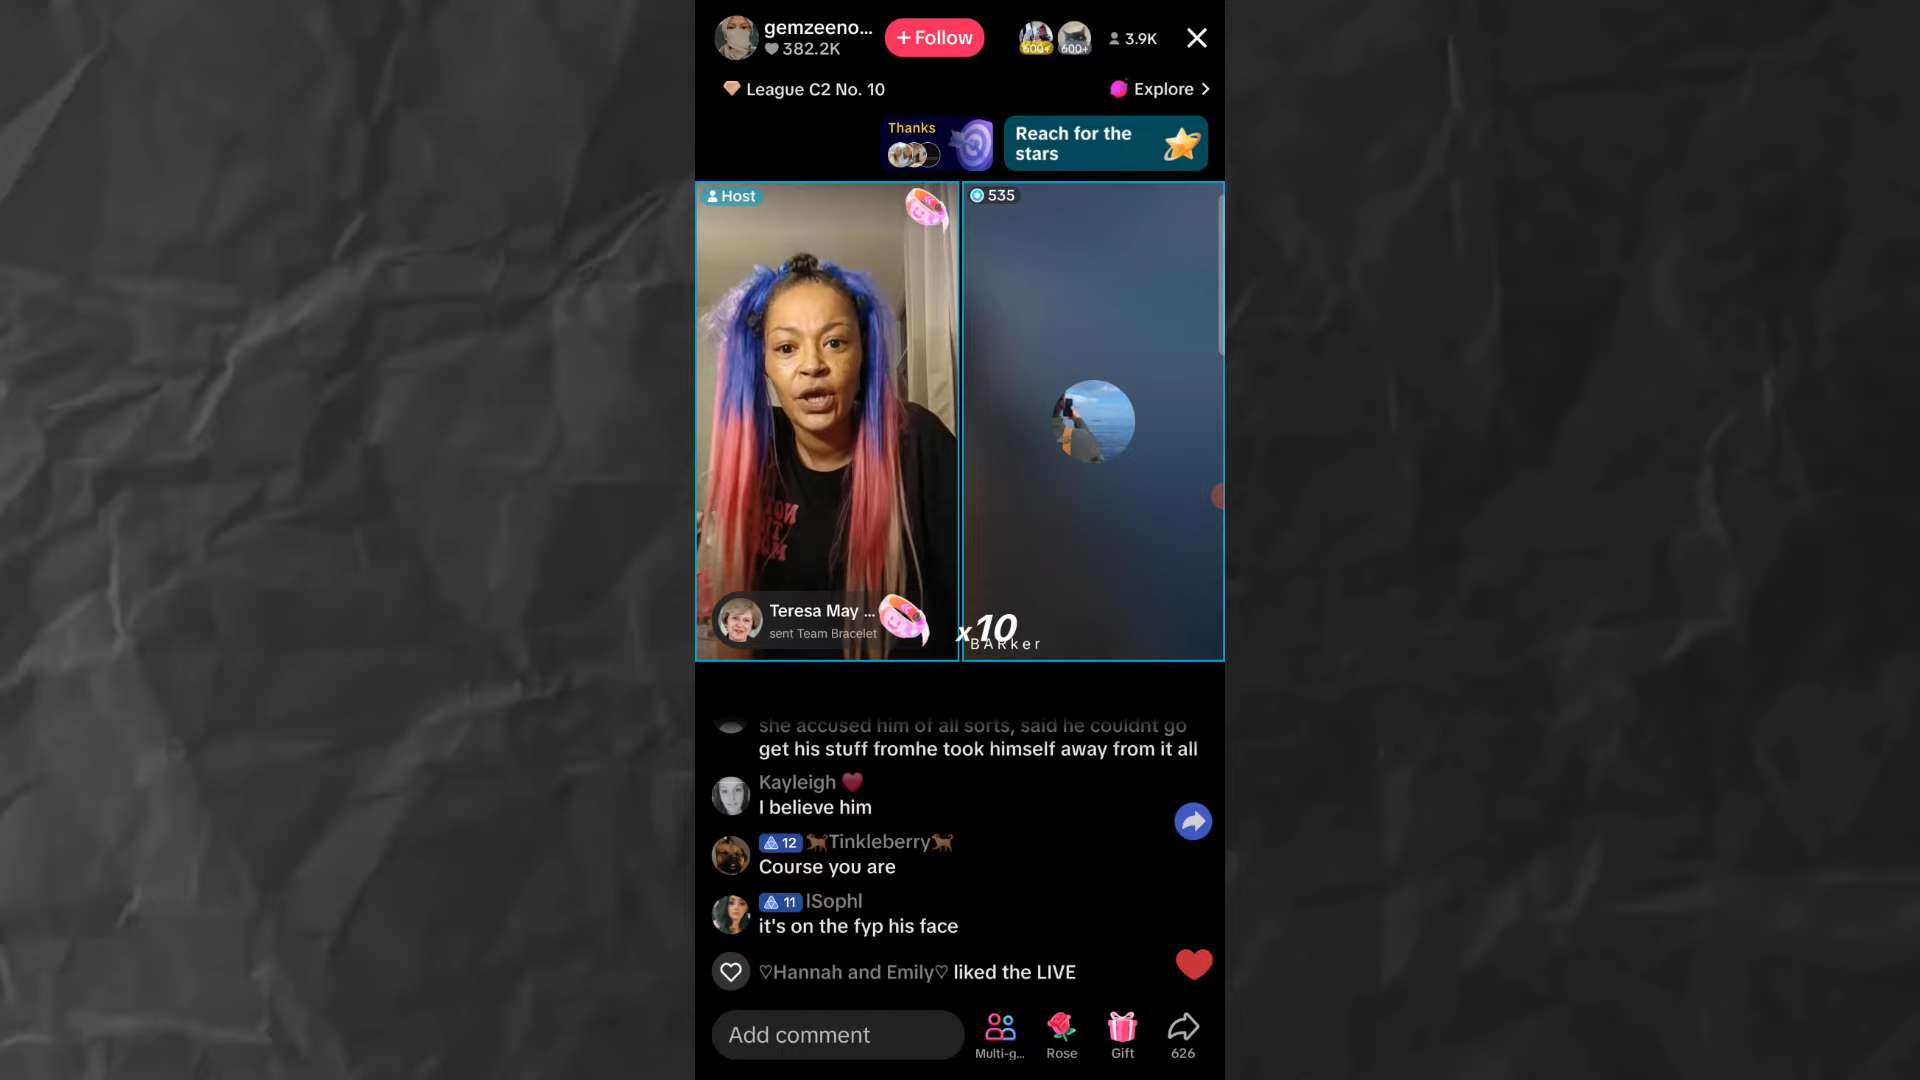 gemzeeno...
382.2K
+ Follow
600+
600+
3.9K
League C2 No. 10
Explore
Thanks
Reach for the
stars
Host
535
Teresa May ...
sent Team Bracelet
x10
BARker
she accused him of all sorts, said he couldnt go
get his stuff fromhe took himself away from it all
Kayleigh
I believe him
12 Tinkleberry
Course you are
11 lSophl
it's on the fyp his face
♡Hannah and Emily♡ liked the LIVE
Add comment
Multi-g...
Rose
Gift
626